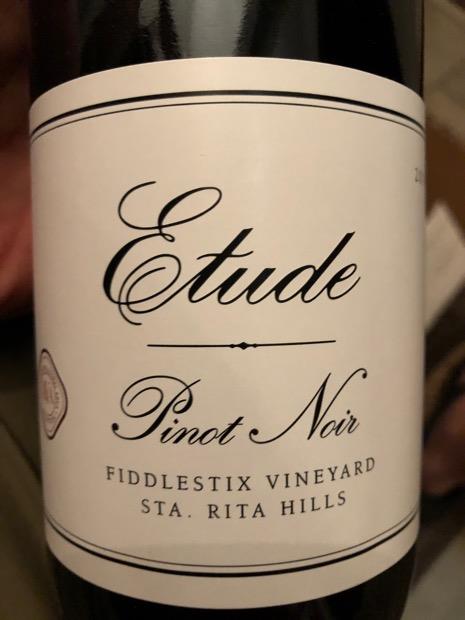 Etude
Pinot Noir
FIDDLESTIX VINEYARD
STA. RITA HILLS